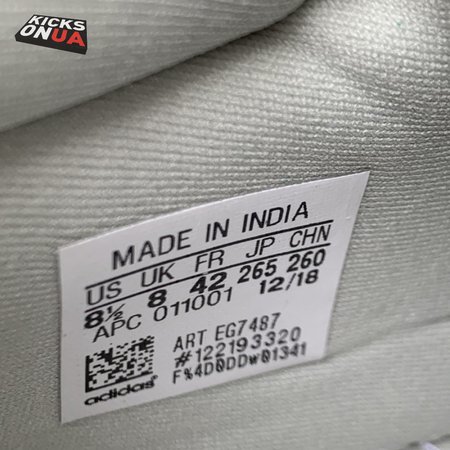 KICKS
ONUA
MADE IN INDIA
US UK FR JP CHN
8½ 8 42 265 260
APC 011001 12/18
ART EG7487
#122193320
F%4D0DDW01341
adidas